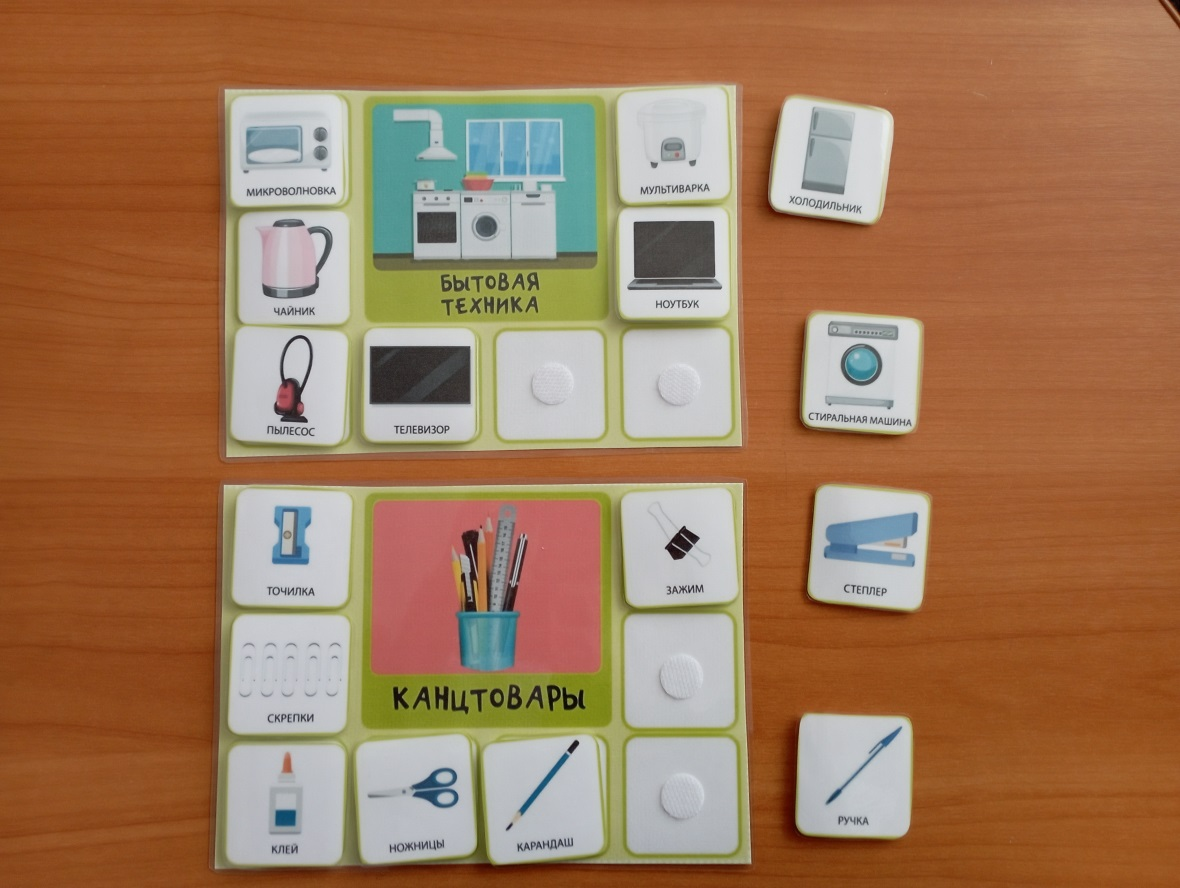 МИКРОВОЛНОВКА
МУЛЬТИВАРКА
ХОЛОДИЛЬНИК
БЫТОВАЯ
ТЕХНИКА
ЧАЙНИК
НОУТБУК
ПЫЛЕСОС
ТЕЛЕВИЗОР
СТИРАЛЬНАЯ МАШИНА
ТОЧИЛКА
ЗАЖИМ
СТЕПЛЕР
КАНЦТОВАРЫ
СКРЕПКИ
КЛЕЙ
НОЖНИЦЫ
КАРАНДАШ
РУЧКА